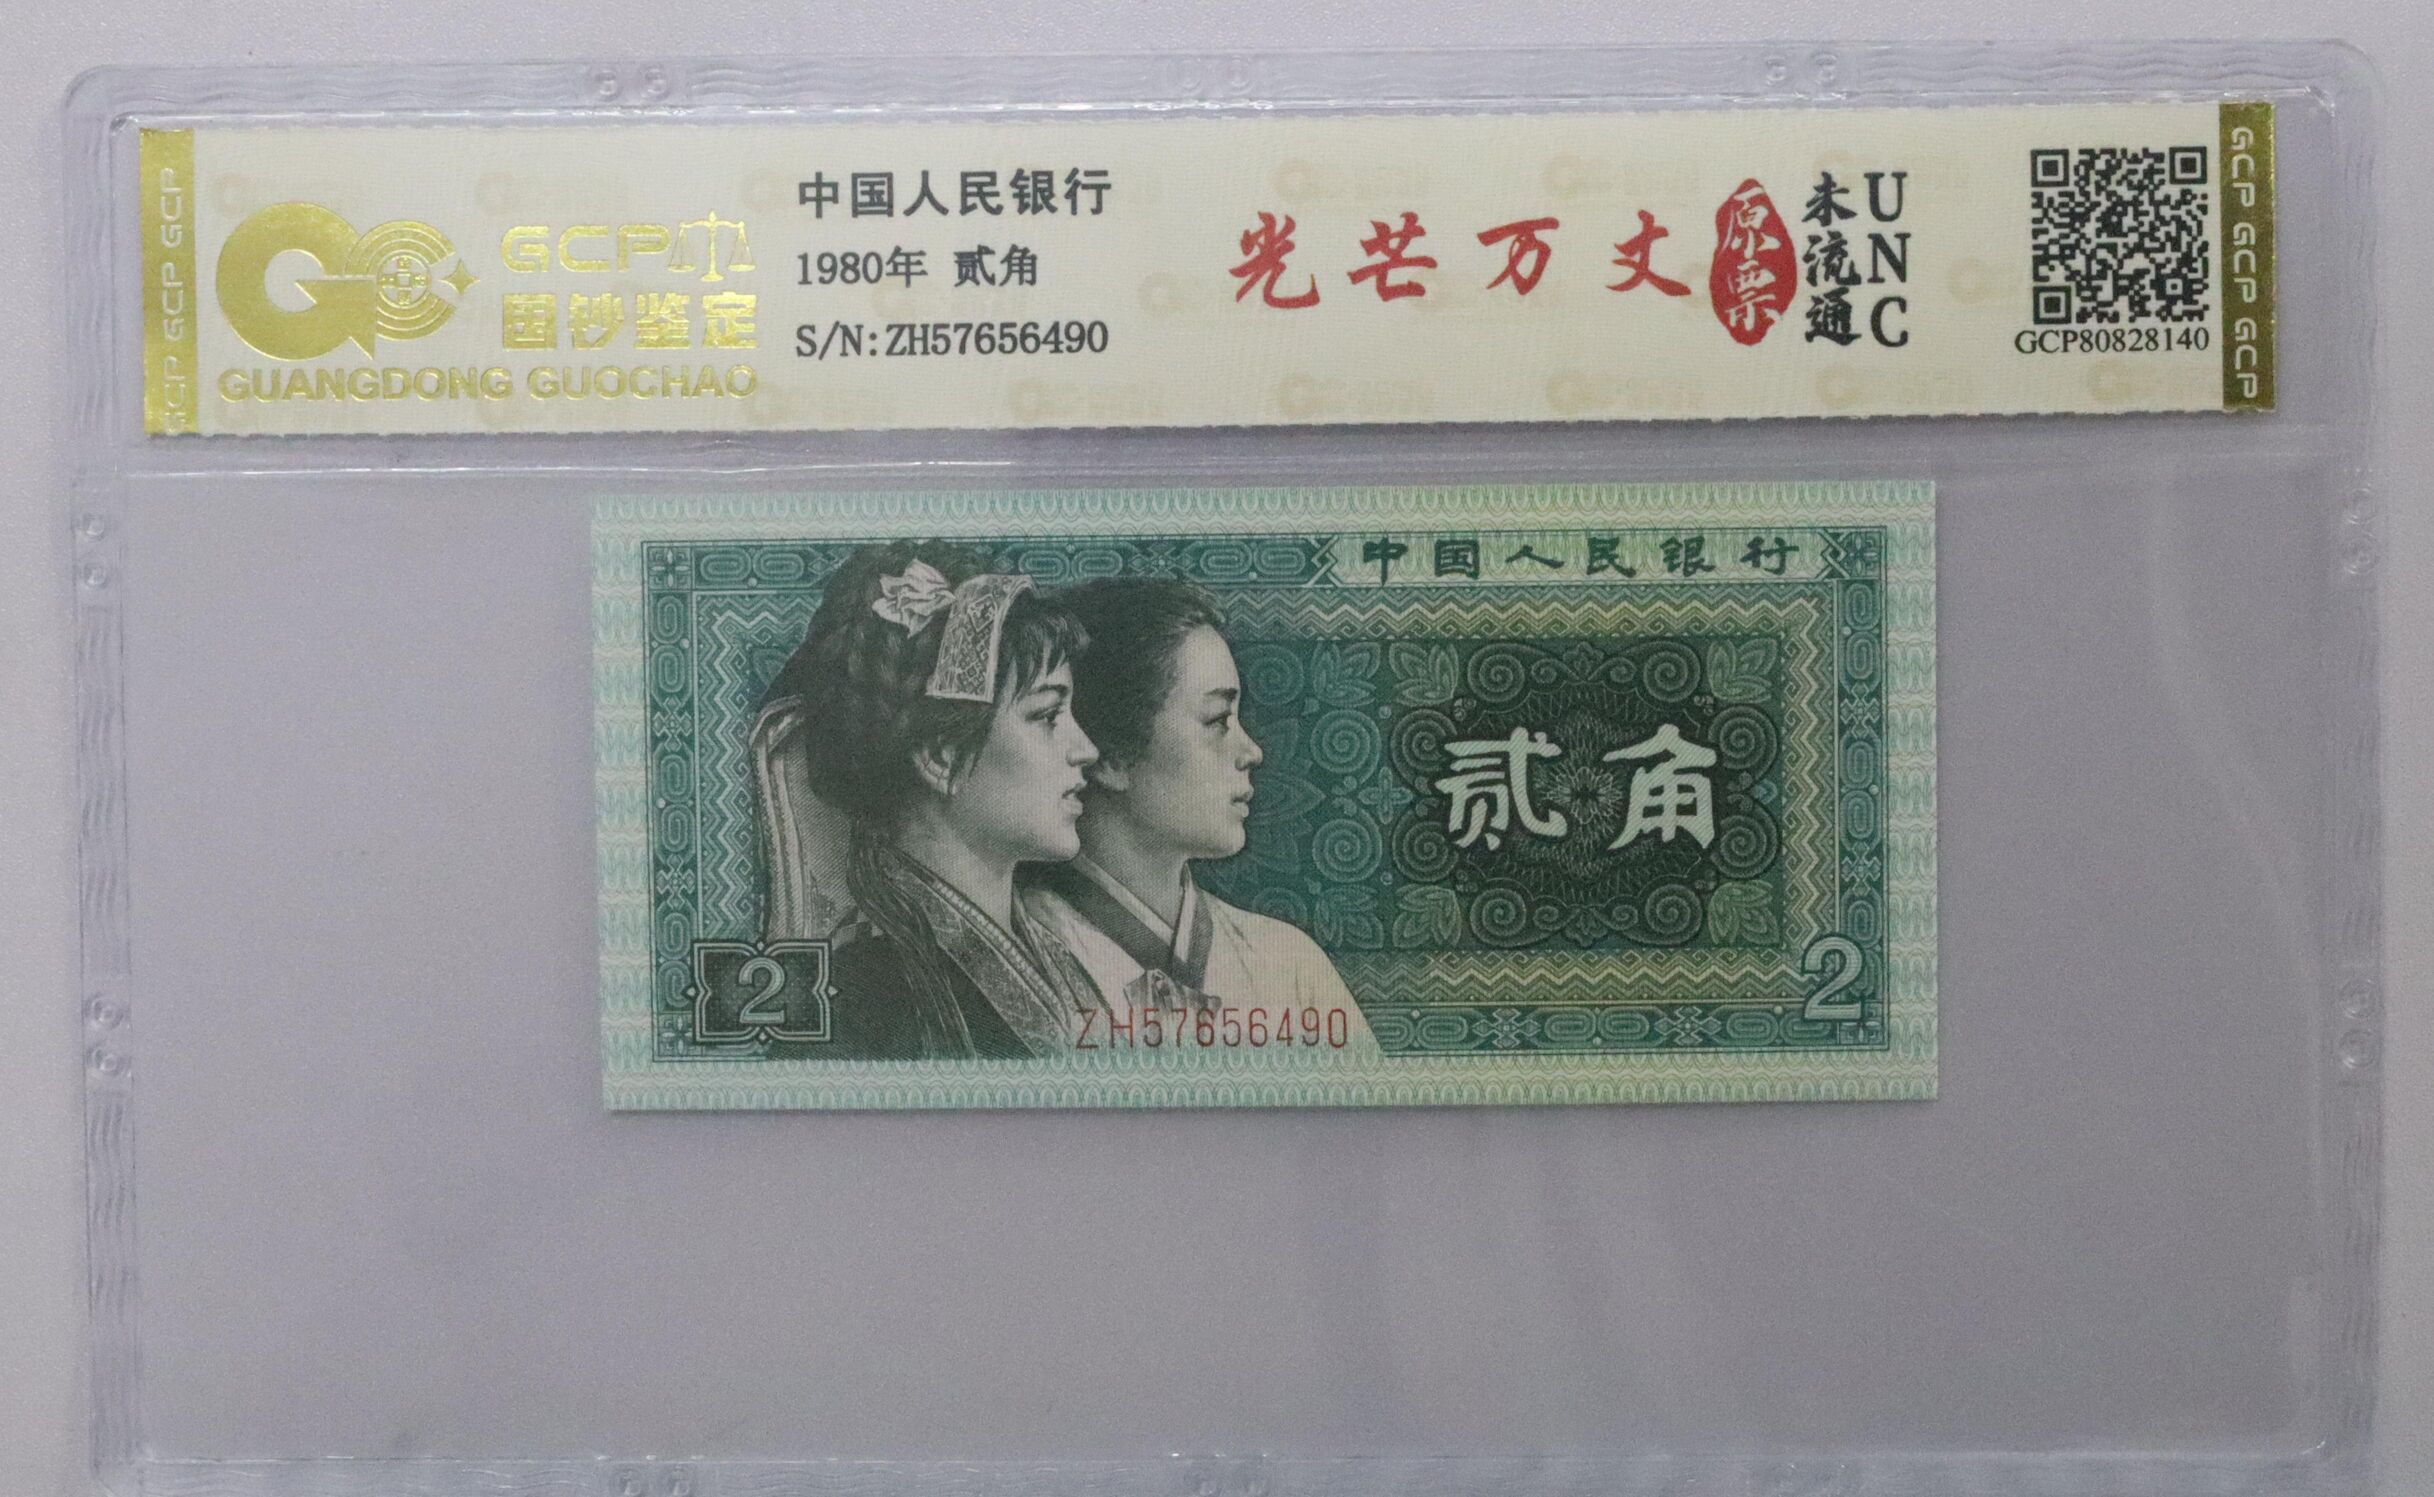 GCP GCP GCP
GCP
国钞鉴定
GUANGDONG GUOCHAO
中国人民银行
1980年 贰角
S/N:ZH57656490
光芒万丈
原票
未流通
UNC
GCP80828140
GCP GCP GCP
中国人民银行
贰角
2
2
ZH57656490